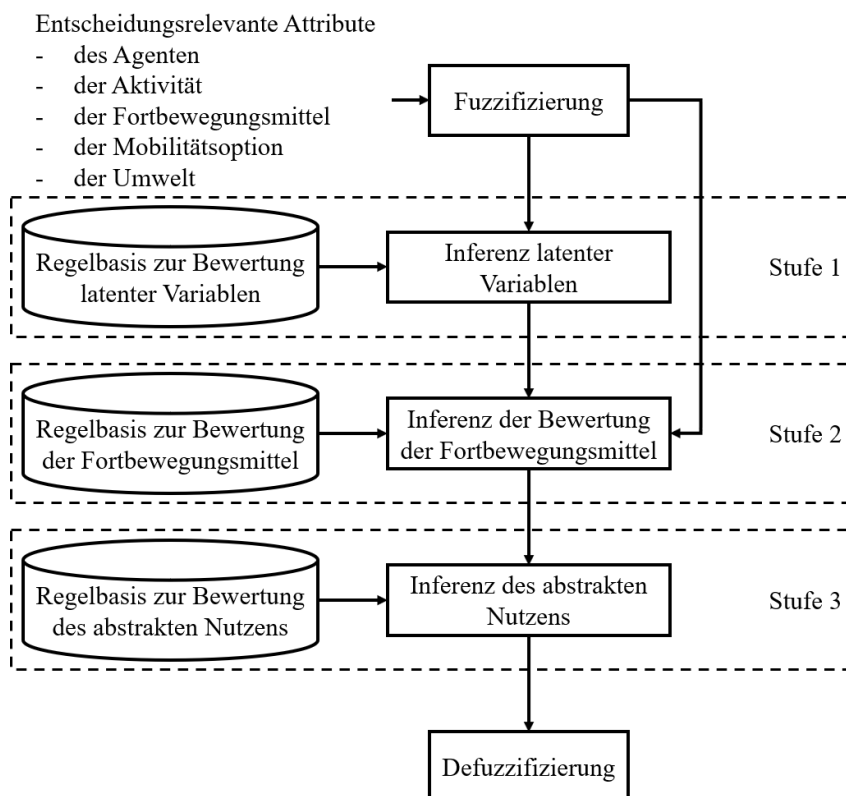 Entscheidungsrelevante Attribute
- des Agenten
- der Aktivität
- der Fortbewegungsmittel
- der Mobilitätsoption
- der Umwelt
Fuzzifizierung
Regelbasis zur Bewertung
latenter Variablen
Inferenz latenter
Variablen
Stufe 1
Regelbasis zur Bewertung
der Fortbewegungsmittel
Inferenz der Bewertung
der Fortbewegungsmittel
Stufe 2
Regelbasis zur Bewertung
des abstrakten Nutzens
Inferenz des abstrakten
Nutzens
Stufe 3
Defuzzifizierung